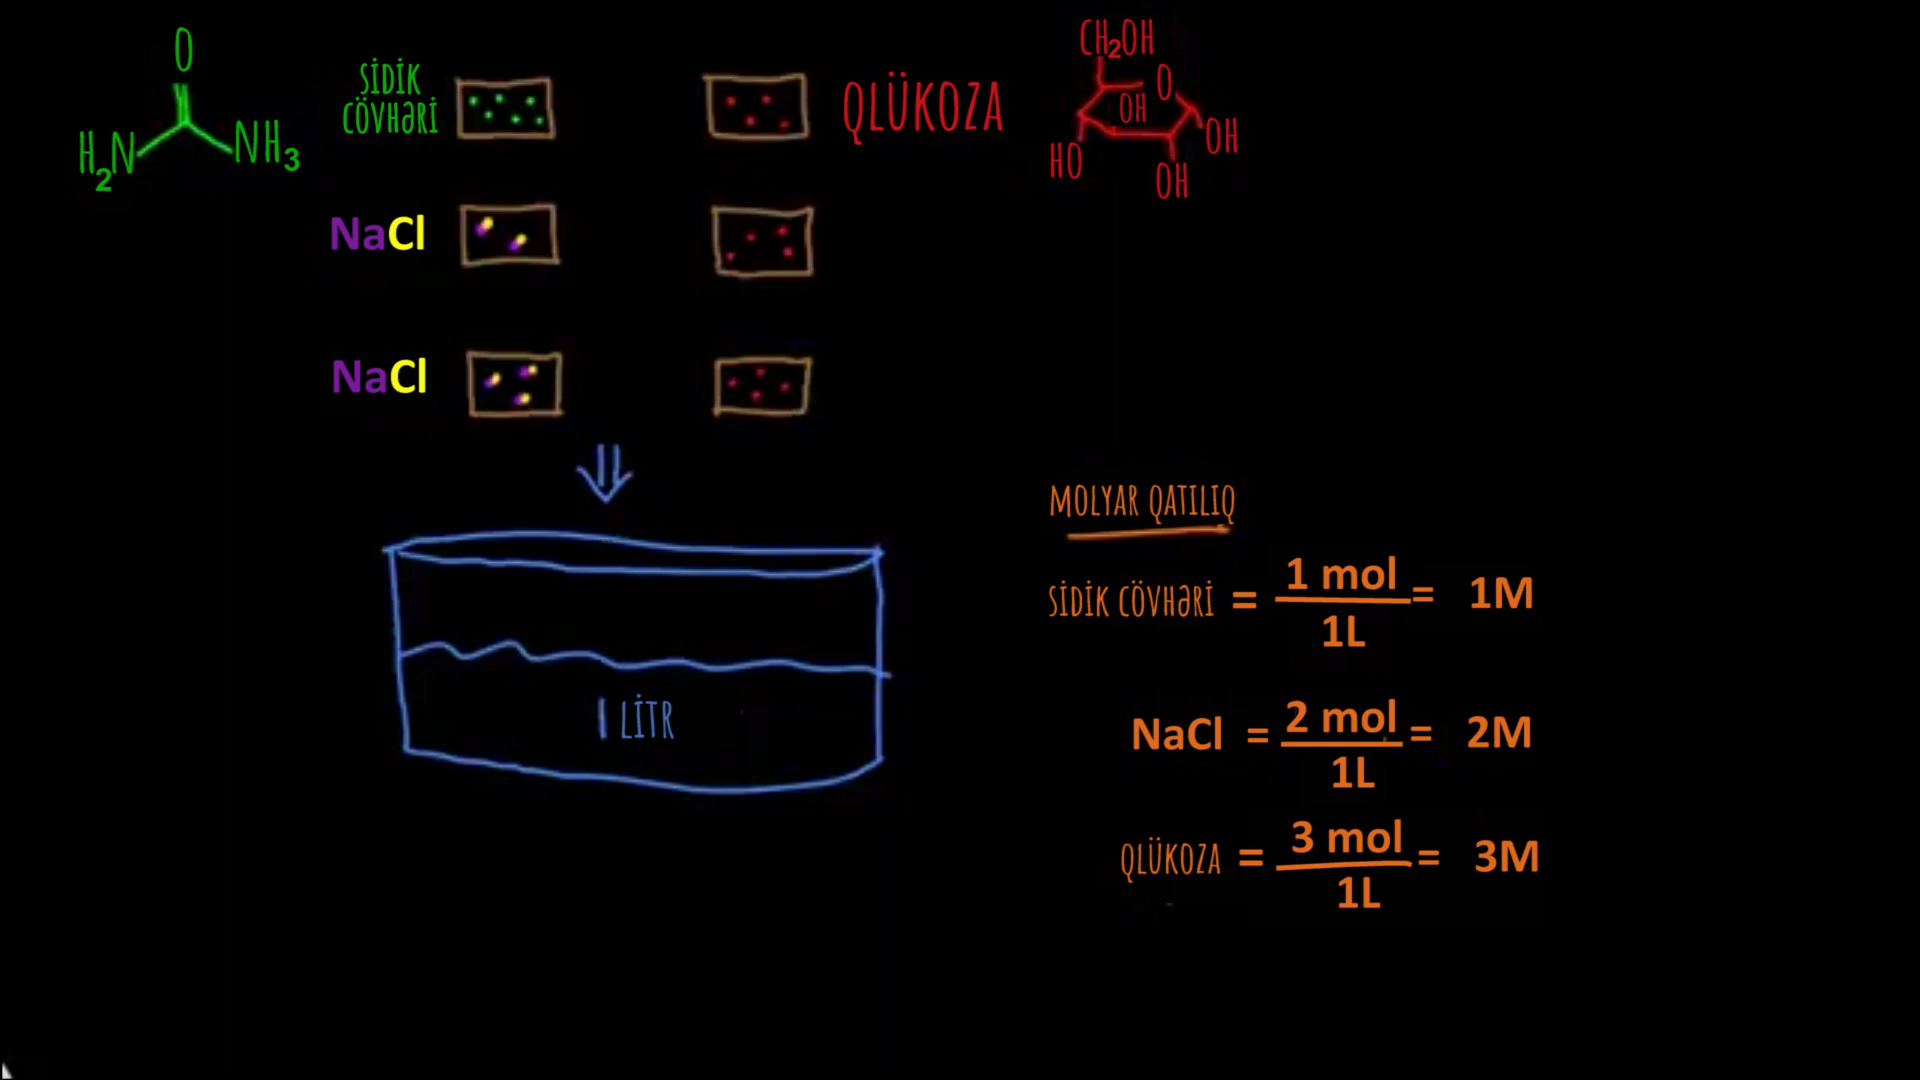 O
H₂N
NH₃
SİDİK
CÖVHƏRİ
QLÜKOZA
CH₂OH
O
OH
HO
OH
OH
NaCl
NaCl
1 LİTR
MOLYAR QATILIQ
SİDİK CÖVHƏRİ = 1 mol / 1L = 1M
NaCl = 2 mol / 1L = 2M
QLÜKOZA = 3 mol / 1L = 3M